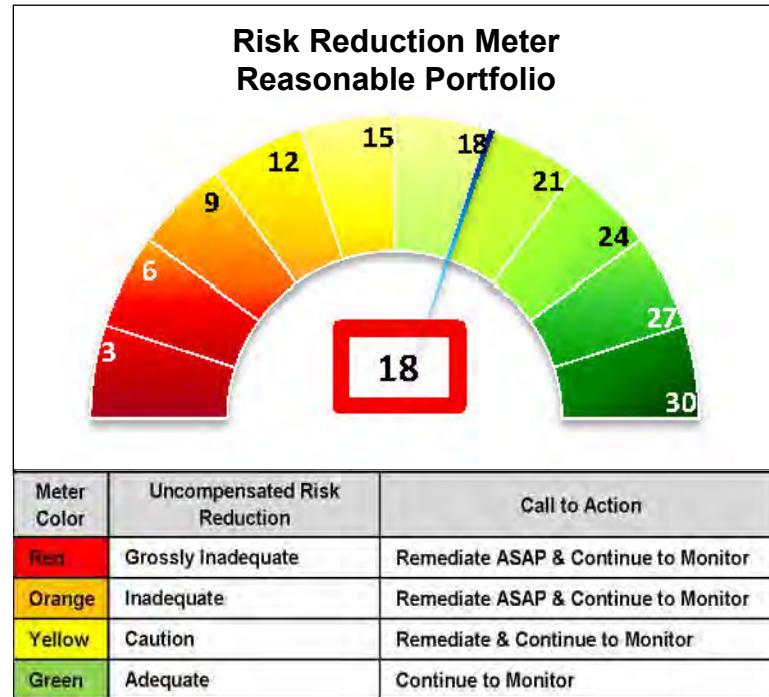 Risk Reduction Meter
Reasonable Portfolio
3
6
9
12
15
18
21
24
27
30
18
Meter Color Uncompensated Risk Reduction Call to Action
Red Grossly Inadequate Remediate ASAP & Continue to Monitor
Orange Inadequate Remediate ASAP & Continue to Monitor
Yellow Caution Remediate & Continue to Monitor
Green Adequate Continue to Monitor